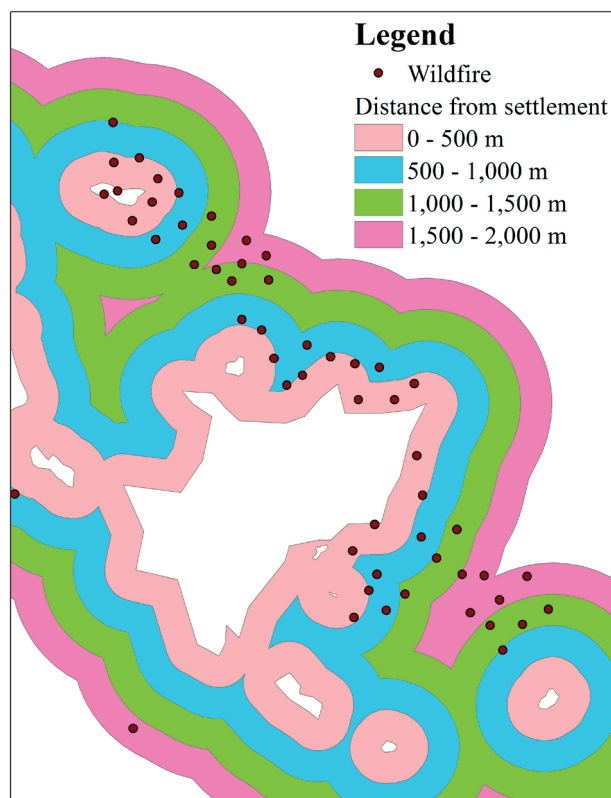 Legend
Wildfire
Distance from settlement
0 - 500 m
500 - 1,000 m
1,000 - 1,500 m
1,500 - 2,000 m